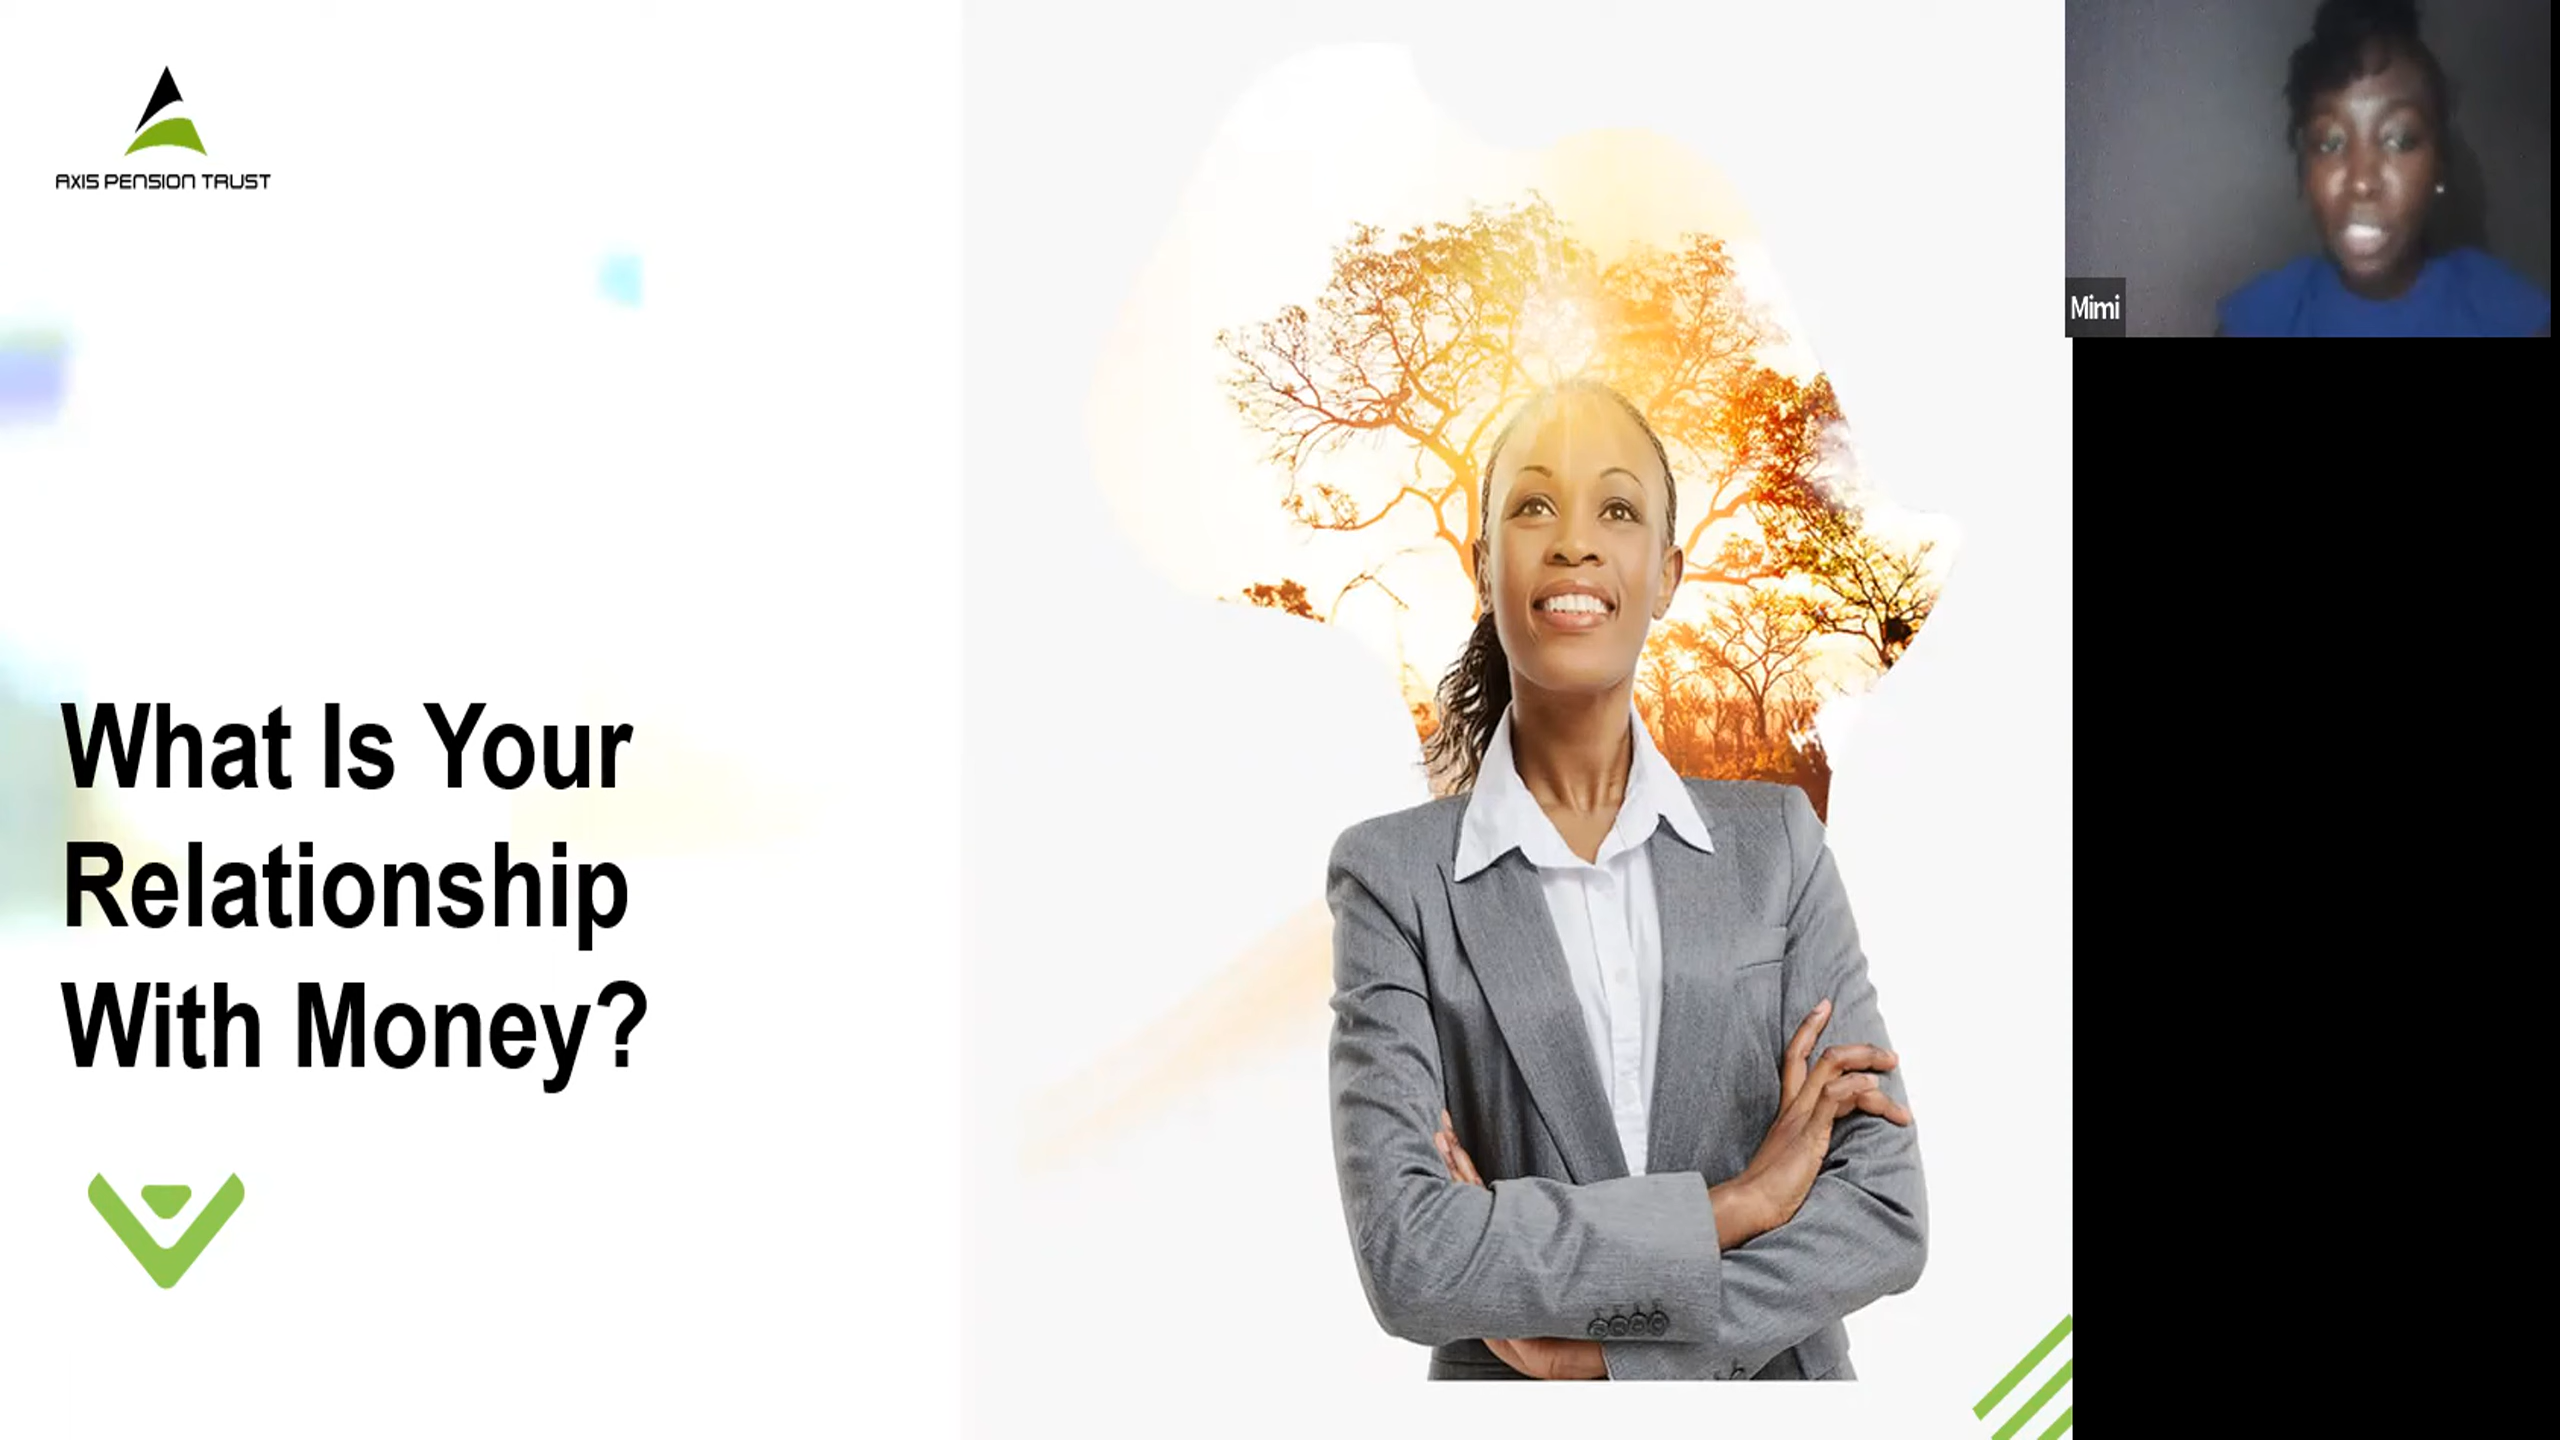 AXIS PENSION TRUST
What Is Your
Relationship
With Money?
Mimi